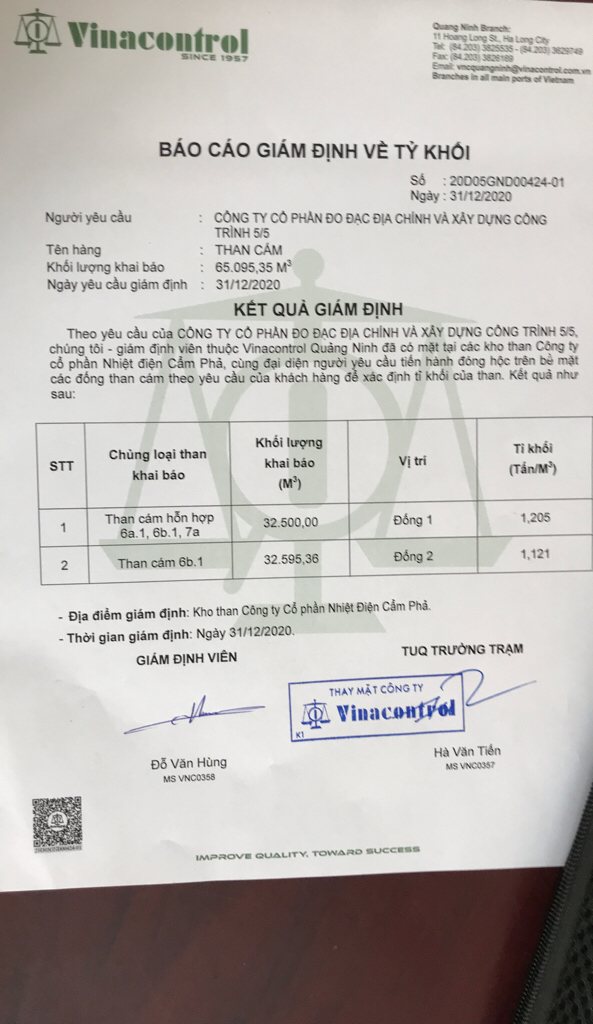 Vinacontrol
SINCE 1957
Quang Ninh Branch:
11 Hoang Long St., Ha Long City
Tel: (84.203) 3825535 - (84.203) 3829749
Fax: (84.203) 3826169
Email: vncquangninh@vinacontrol.com.vn
Branches in all main ports of Vietnam
BÁO CÁO GIÁM ĐỊNH VỀ TỶ KHỐI
Số : 20D05GND00424-01
Ngày : 31/12/2020
Người yêu cầu : CÔNG TY CỔ PHẦN ĐO ĐẠC ĐỊA CHÍNH VÀ XÂY DỰNG CÔNG
TRÌNH 5/5
Tên hàng : THAN CÁM
Khối lượng khai báo : 65.095,35 M³
Ngày yêu cầu giám định : 31/12/2020
KẾT QUẢ GIÁM ĐỊNH
Theo yêu cầu của CÔNG TY CỔ PHẦN ĐO ĐẠC ĐỊA CHÍNH VÀ XÂY DỰNG CÔNG TRÌNH 5/5,
chúng tôi - giám định viên thuộc Vinacontrol Quảng Ninh đã có mặt tại các kho than Công ty
cổ phần Nhiệt điện Cẩm Phả, cùng đại diện người yêu cầu tiến hành đóng hộc trên bề mặt
các đống than cám theo yêu cầu của khách hàng để xác định tỉ khối của than. Kết quả như
sau:
STT Chủng loại than khai báo Khối lượng khai báo (M³) Vị trí Tỉ khối (Tấn/M³)
1 Than cám hỗn hợp 6a.1, 6b.1, 7a 32.500,00 Đống 1 1,205
2 Than cám 6b.1 32.595,36 Đống 2 1,121
- Địa điểm giám định: Kho than Công ty Cổ phần Nhiệt Điện Cẩm Phả.
- Thời gian giám định: Ngày 31/12/2020.
GIÁM ĐỊNH VIÊN
TUQ TRƯỞNG TRẠM
THAY MẶT CÔNG TY
Vinacontrol
K1
Đỗ Văn Hùng
MS VNC0358
Hà Văn Tiến
MS VNC0357
IMPROVE QUALITY, TOWARD SUCCESS